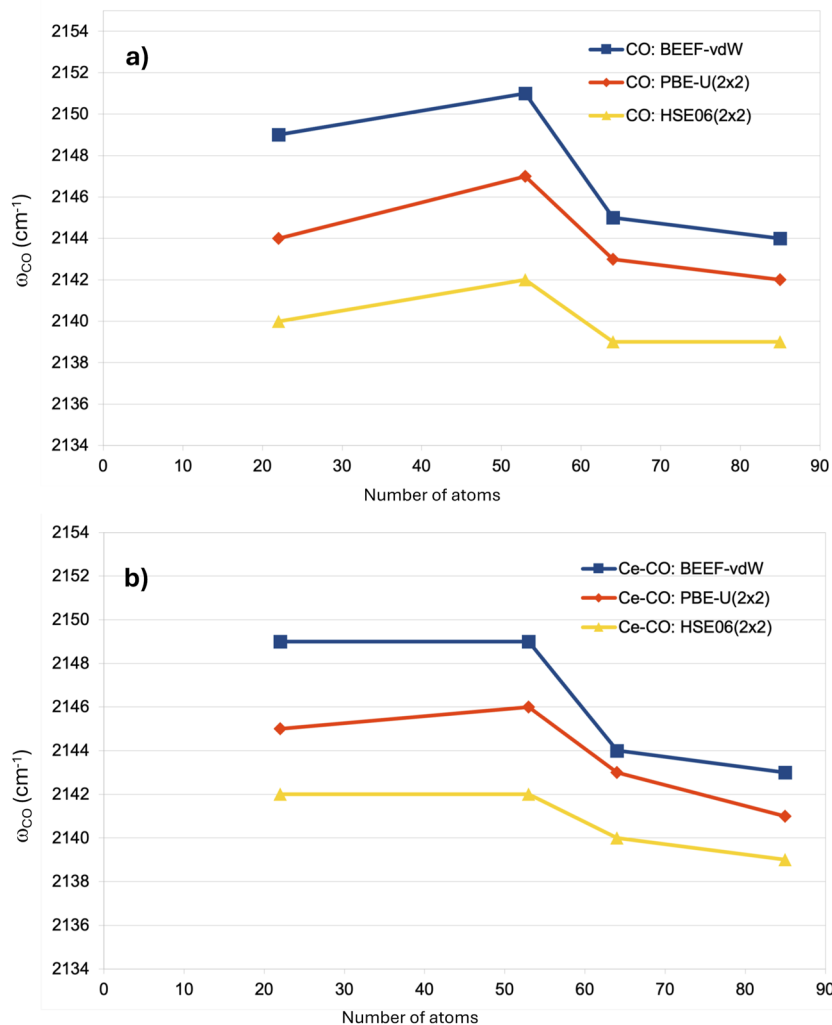 2154
a)
CO: BEEF-vdW
2152
CO: PBE-U(2x2)
2150
CO: HSE06(2x2)
2148
2146
2144
2142
2140
2138
2136
2134
ωCO (cm-1)
0 10 20 30 40 50 60 70 80 90
Number of atoms
2154
b)
Ce-CO: BEEF-vdW
2152
Ce-CO: PBE-U(2x2)
2150
Ce-CO: HSE06(2x2)
2148
2146
2144
2142
2140
2138
2136
2134
ωCO (cm-1)
0 10 20 30 40 50 60 70 80 90
Number of atoms